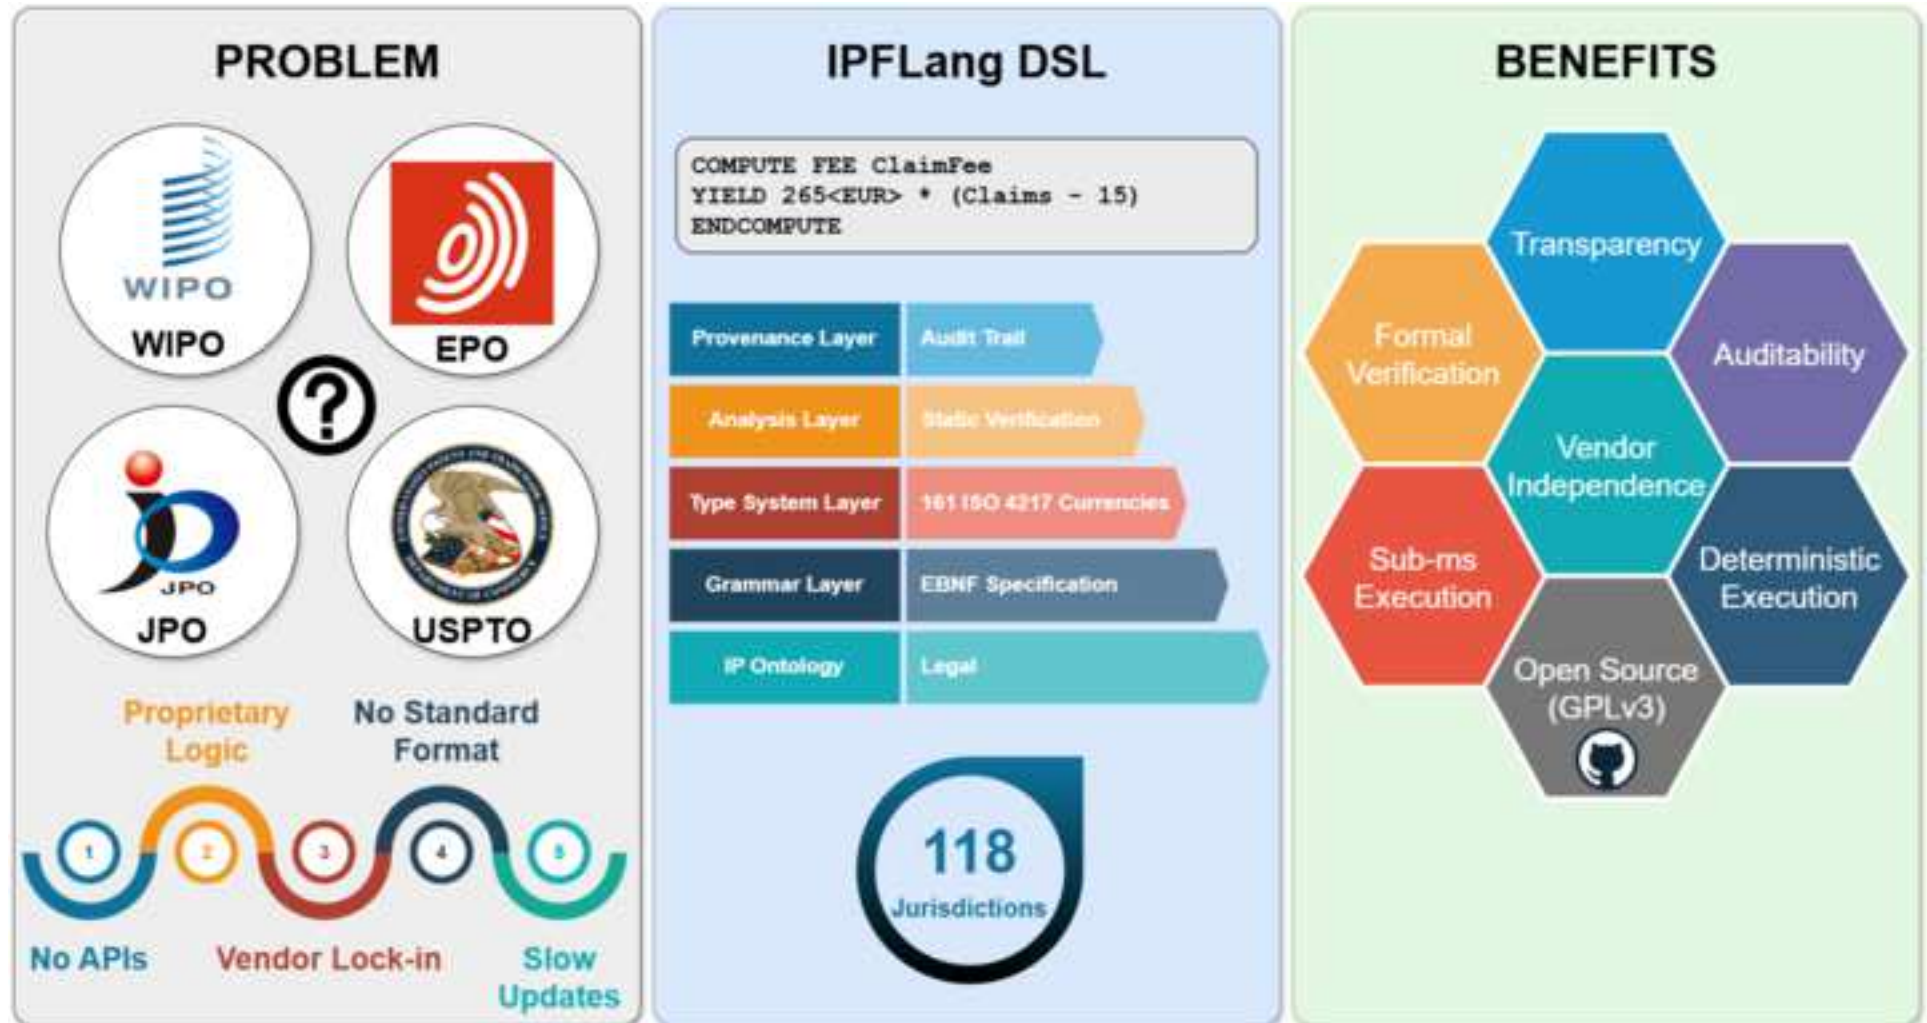 PROBLEM
WIPO
WIPO
EPO
JPO
JPO
USPTO
Proprietary
Logic
No Standard
Format
1
2
3
4
5
No APIs
Vendor Lock-in
Slow
Updates
IPFLang DSL
COMPUTE FEE ClaimFee
YIELD 265<EUR> * (Claims - 15)
ENDCOMPUTE
Provenance Layer
Audit Trail
Analysis Layer
Static Verification
Type System Layer
161 ISO 4217 Currencies
Grammar Layer
EBNF Specification
IP Ontology
Legal
118
Jurisdictions
BENEFITS
Transparency
Formal
Verification
Auditability
Vendor
Independence
Sub-ms
Execution
Deterministic
Execution
Open Source
(GPLv3)